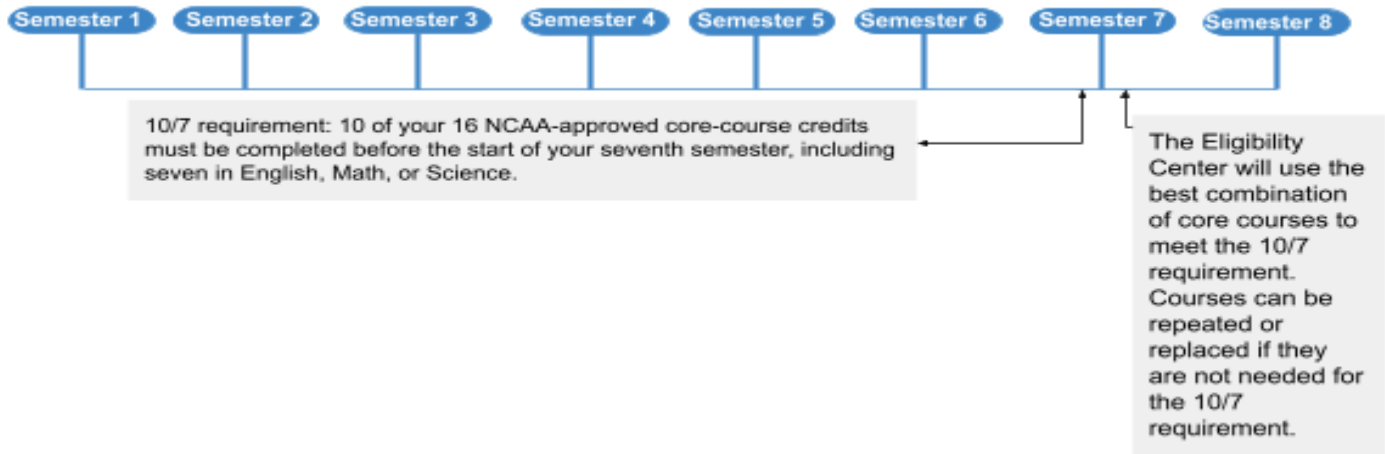 Semester 1
Semester 2
Semester 3
Semester 4
Semester 5
Semester 6
Semester 7
Semester 8
10/7 requirement: 10 of your 16 NCAA-approved core-course credits
must be completed before the start of your seventh semester, including
seven in English, Math, or Science.
The Eligibility
Center will use the
best combination
of core courses to
meet the 10/7
requirement.
Courses can be
repeated or
replaced if they
are not needed for
the 10/7
requirement.